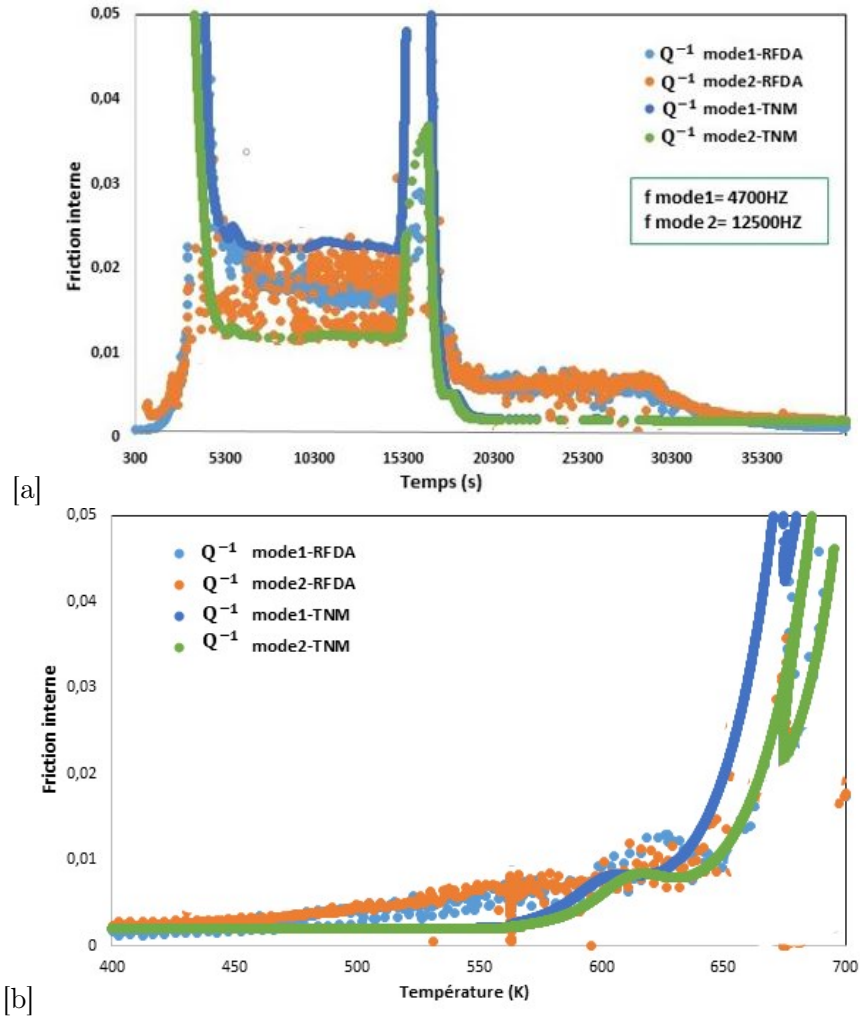 0,05
Q⁻¹ mode1-RFDA
Q⁻¹ mode2-RFDA
Q⁻¹ mode1-TNM
Q⁻¹ mode2-TNM
0,04
0,03
f mode1= 4700HZ
f mode 2= 12500HZ
Friction interne
0,02
0,01
0
300 5300 10300 15300 20300 25300 30300 35300
Temps (s)
[a]
0,05
Q⁻¹ mode1-RFDA
Q⁻¹ mode2-RFDA
Q⁻¹ mode1-TNM
Q⁻¹ mode2-TNM
0,04
0,03
Friction interne
0,02
0,01
0
400 450 500 550 600 650 700
Température (K)
[b]